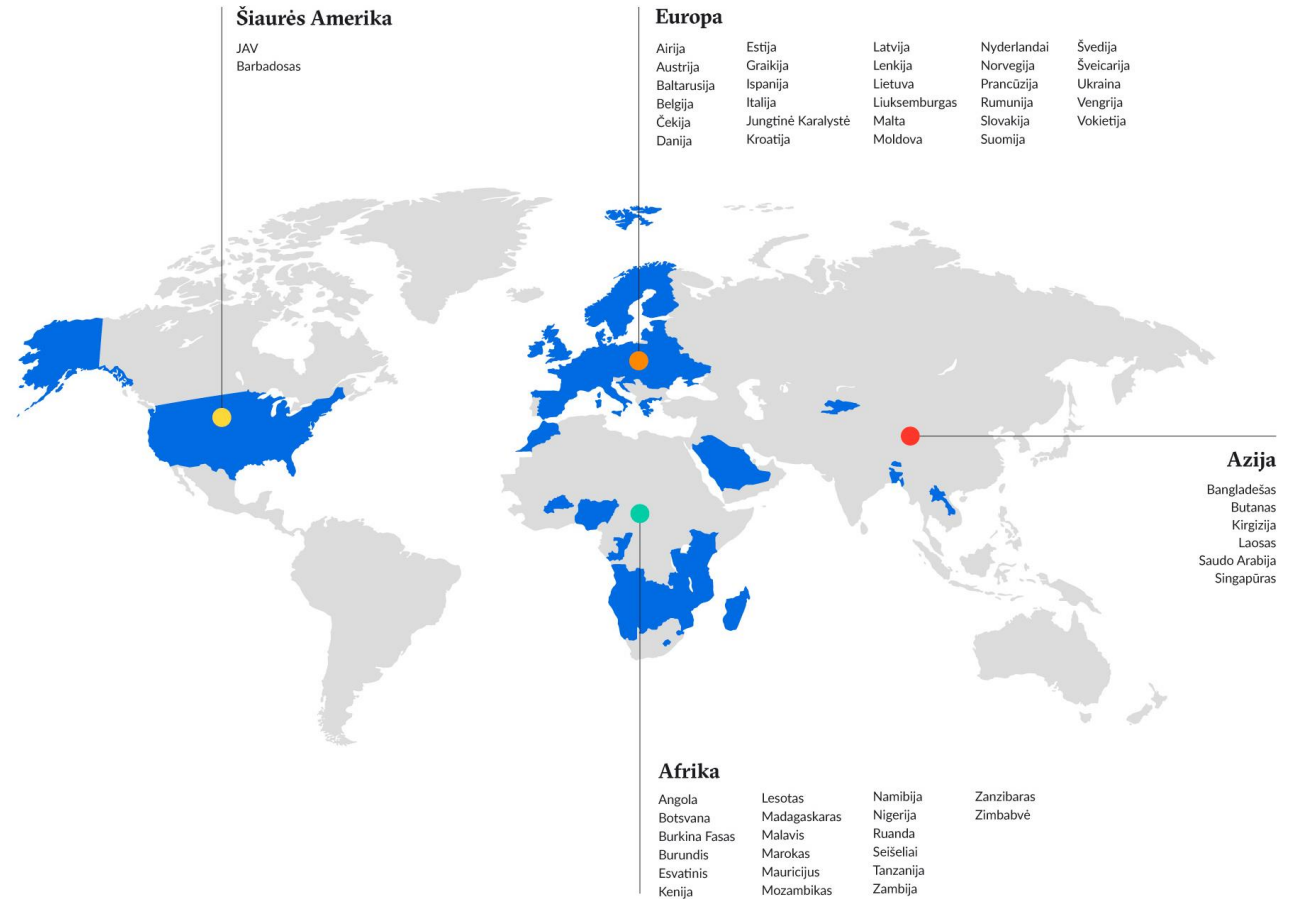 Šiaurės Amerika
JAV
Barbadosas
Europa
Airija
Austrija
Baltarusija
Belgija
Čekija
Danija
Estija
Graikija
Ispanija
Italija
Jungtinė Karalystė
Kroatija
Latvija
Lenkija
Lietuva
Liuksemburgas
Malta
Moldova
Nyderlandai
Norvegija
Prancūzija
Rumunija
Slovakija
Suomija
Švedija
Šveicarija
Ukraina
Vengrija
Vokietija
Azija
Bangladešas
Butanas
Kirgizija
Laosas
Saudo Arabija
Singapūras
Afrika
Angola
Botsvana
Burkina Fasas
Burundis
Esvatinis
Kenija
Lesotas
Madagaskaras
Malavis
Marokas
Mauricijus
Mozambikas
Namibija
Nigerija
Ruanda
Seišeliai
Tanzanija
Zambija
Zanzibaras
Zimbabvė